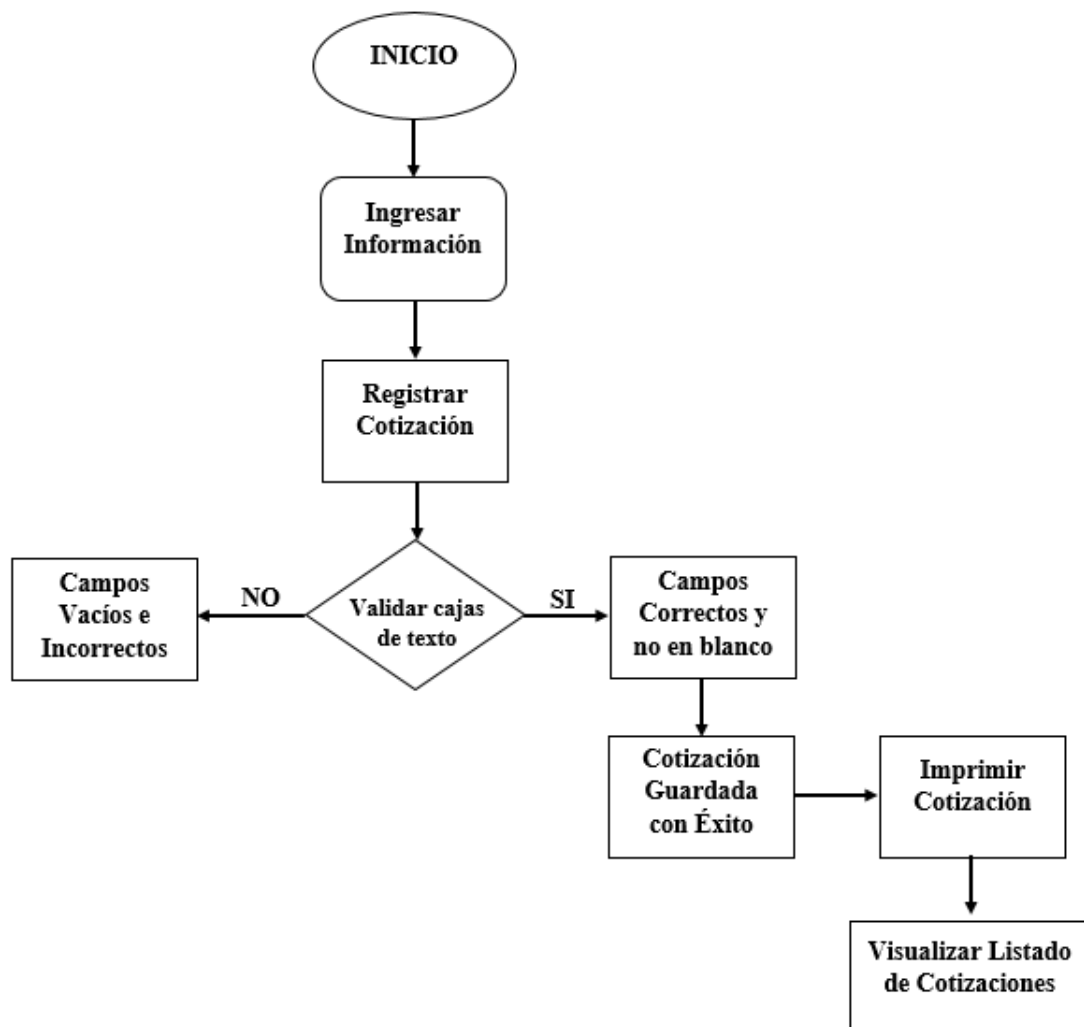 INICIO
Ingresar
Información
Registrar
Cotización
Validar cajas
de texto
NO
Campos
Vacíos e
Incorrectos
SI
Campos
Correctos y
no en blanco
Cotización
Guardada
con Éxito
Imprimir
Cotización
Visualizar Listado
de Cotizaciones